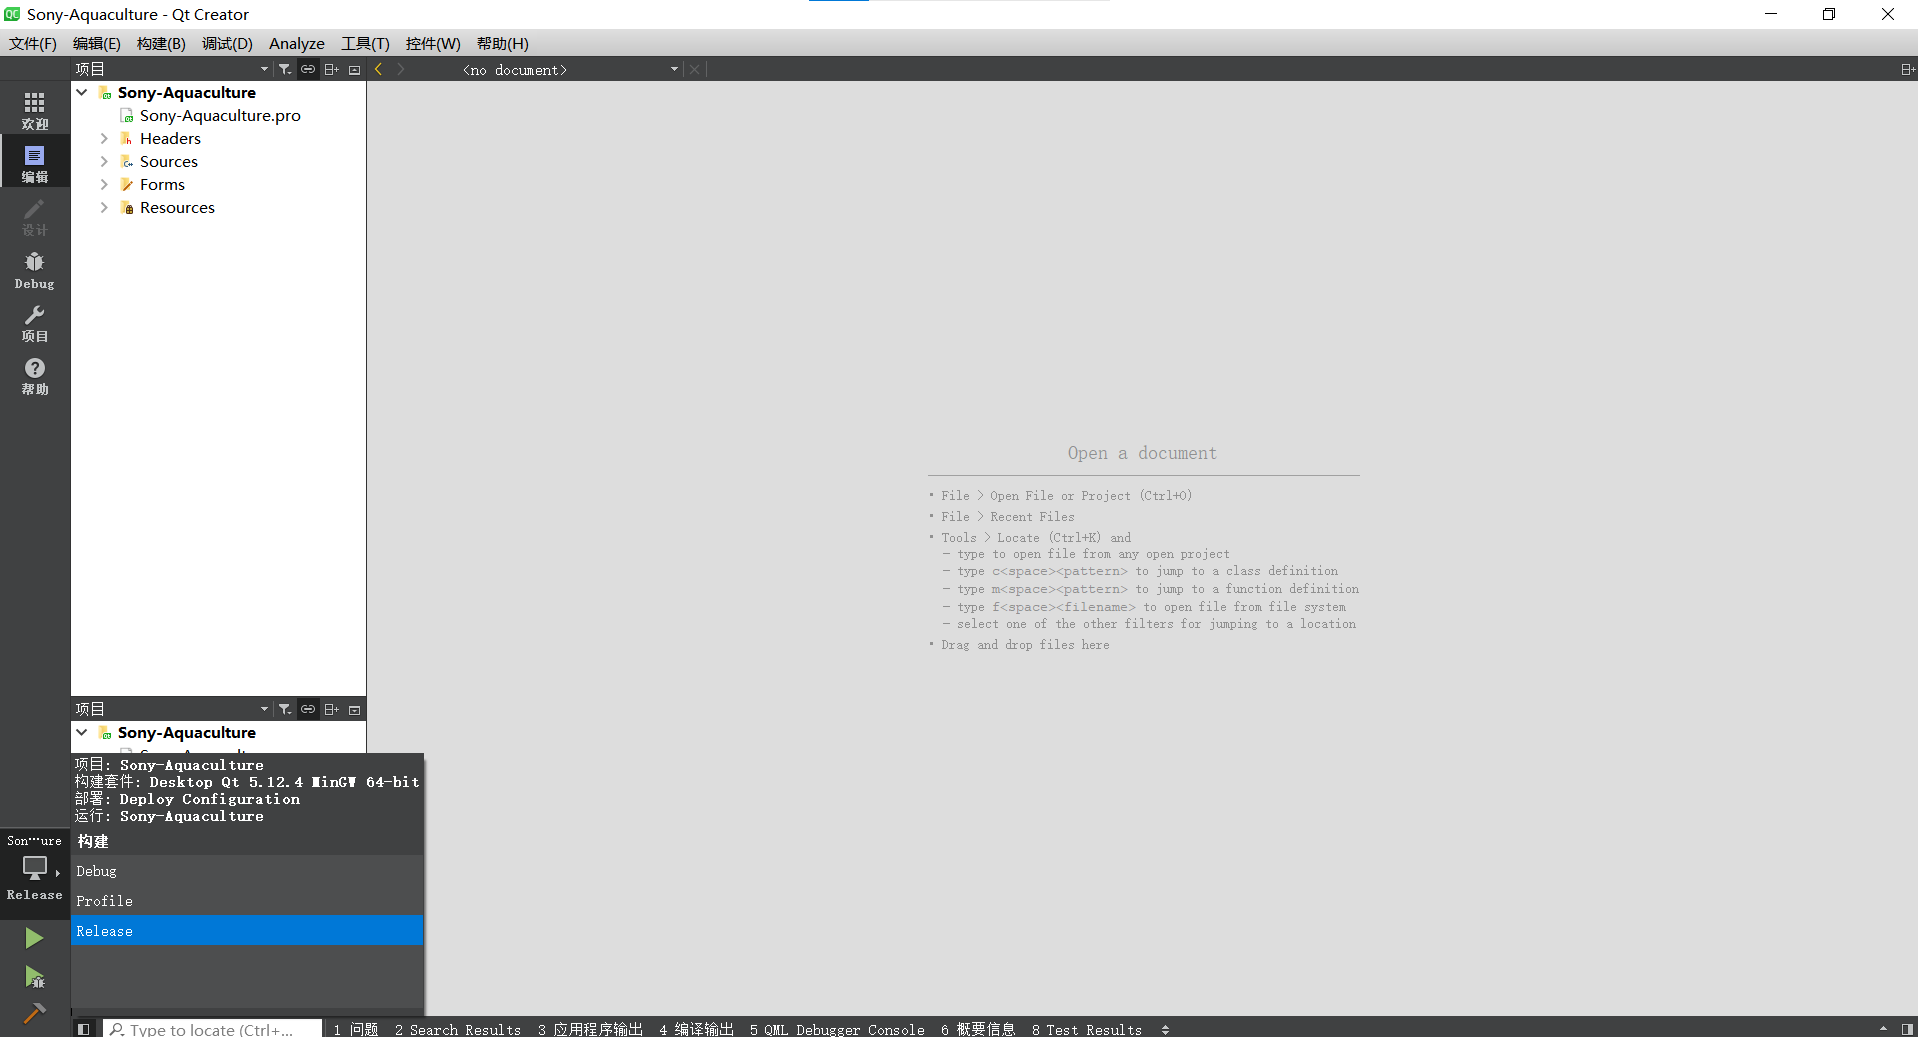 Sony-Aquaculture - Qt Creator
文件(F) 编辑(E) 构建(B) 调试(D) Analyze 工具(T) 控件(W) 帮助(H)
项目
<no document>
欢迎
编辑
设计
Debug
项目
帮助
Sony-Aquaculture
Sony-Aquaculture.pro
Headers
Sources
Forms
Resources
Open a document
• File > Open File or Project (Ctrl+O)
• File > Recent Files
• Tools > Locate (Ctrl+K) and
- type to open file from any open project
- type c<space><pattern> to jump to a class definition
- type m<space><pattern> to jump to a function definition
- type f<space><filename> to open file from file system
- select one of the other filters for jumping to a location
• Drag and drop files here
项目
Sony-Aquaculture
项目: Sony-Aquaculture
构建套件: Desktop Qt 5.12.4 MinGW 64-bit
部署: Deploy Configuration
运行: Sony-Aquaculture
构建
Debug
Profile
Release
Son···ure
Release
Type to locate (Ctrl+...
1 问题 2 Search Results 3 应用程序输出 4 编译输出 5 QML Debugger Console 6 概要信息 8 Test Results